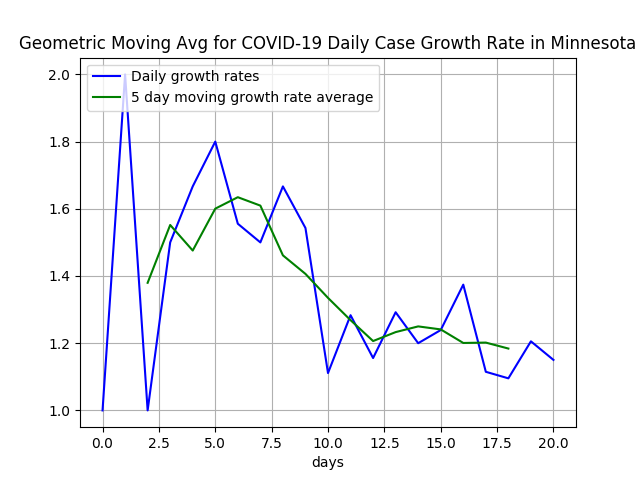 Geometric Moving Avg for COVID-19 Daily Case Growth Rate in Minnesota
Daily growth rates
5 day moving growth rate average
2.0
1.8
1.6
1.4
1.2
1.0
0.0 2.5 5.0 7.5 10.0 12.5 15.0 17.5 20.0
days